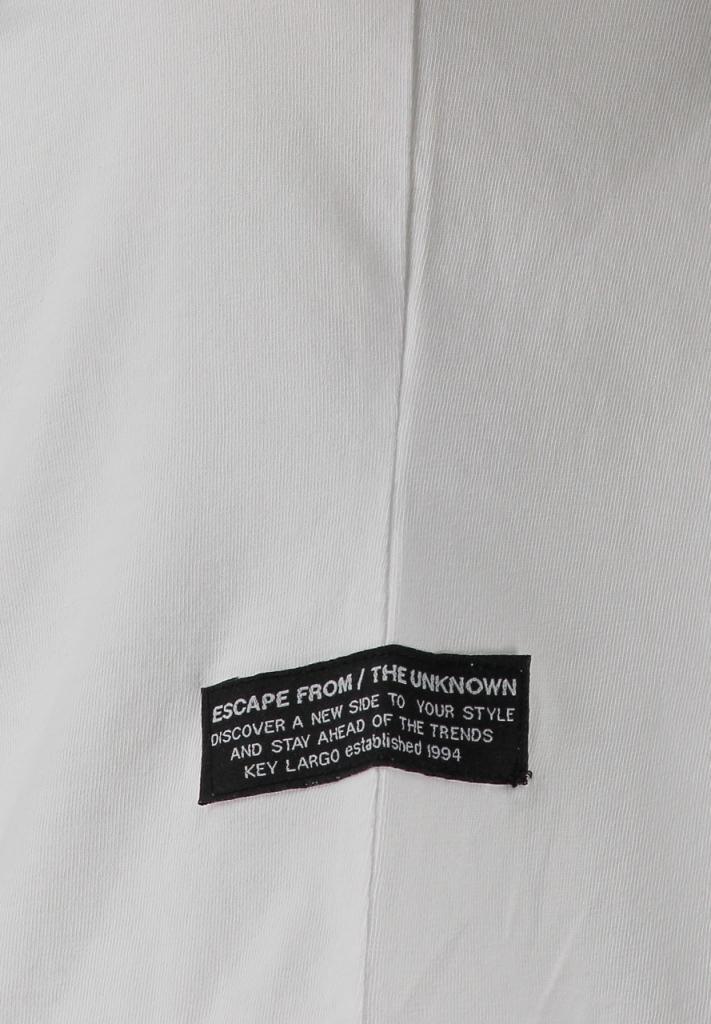 ESCAPE FROM / THE UNKNOWN
DISCOVER A NEW SIDE TO YOUR STYLE
AND STAY AHEAD OF THE TRENDS
KEY LARGO established 1994